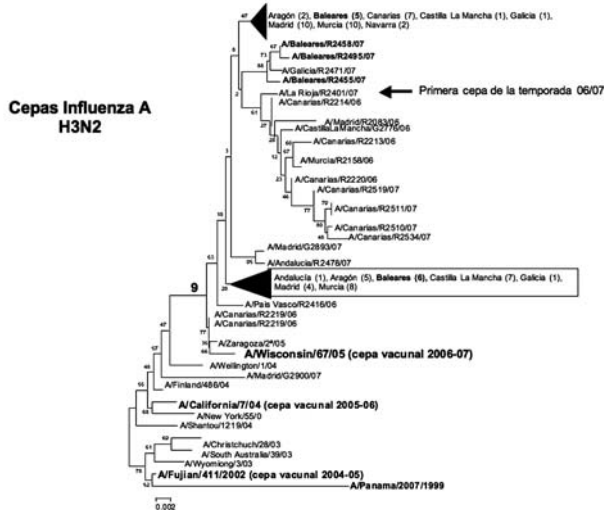 Aragón (2), Baleares (5), Canarias (7), Castilla La Mancha (1), Galicia (1),
Madrid (10), Murcia (10), Navarra (2)
A/Baleares/R2458/07
A/Baleares/R2495/07
A/Galicia/R2471/07
A/Baleares/R2455/07
A/La Rioja/R2401/07
Primera cepa de la temporada 06/07
A/Canarias/R2214/06
Cepas Influenza A
H3N2
A/Madrid/R2083/06
A/CastillaLaMancha/G2776/06
A/Canarias/R2213/06
A/Murcia/R2158/06
A/Canarias/R2220/06
A/Canarias/R2519/07
A/Canarias/R2511/07
A/Canarias/R2510/07
A/Canarias/R2534/07
A/Madrid/G2893/07
A/Andalucia/R2478/07
Andalucía (1), Aragón (5), Baleares (6), Castilla La Mancha (7), Galicia (1),
Madrid (4), Murcia (8)
9
A/Pais Vasco/R2416/06
A/Canarias/R2219/06
A/Canarias/R2219/06
A/Zaragoza/2ª/05
A/Wisconsin/67/05 (cepa vacunal 2006-07)
A/Wellington/1/04
A/Madrid/G2900/07
A/Finland/486/04
A/California/7/04 (cepa vacunal 2005-06)
A/New York/55/0
A/Shantou/1219/04
A/Christchuch/28/03
A/South Australia/39/03
A/Wyomiong/3/03
A/Fujian/411/2002 (cepa vacunal 2004-05)
A/Panama/2007/1999
0.002